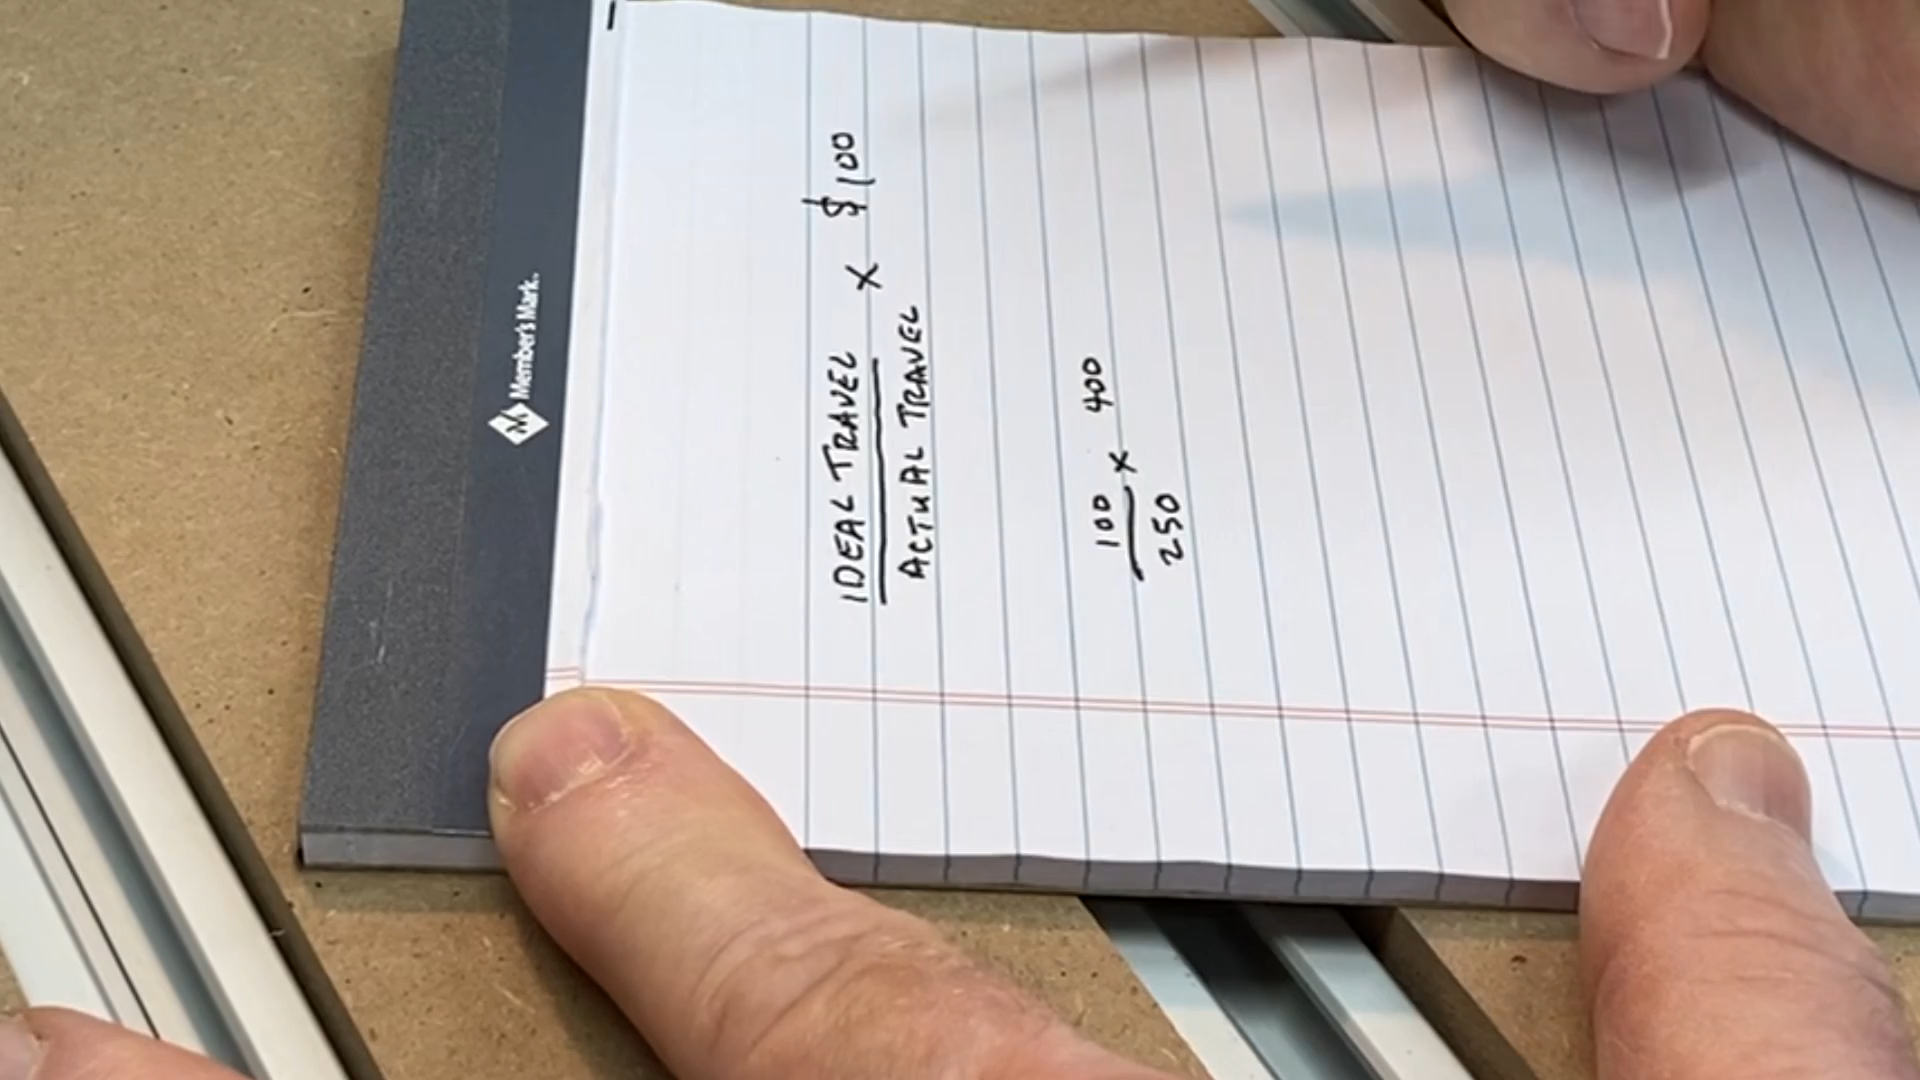 Member's Mark.
IDEAL TRAVEL x $100
ACTUAL TRAVEL
100 x 400
250